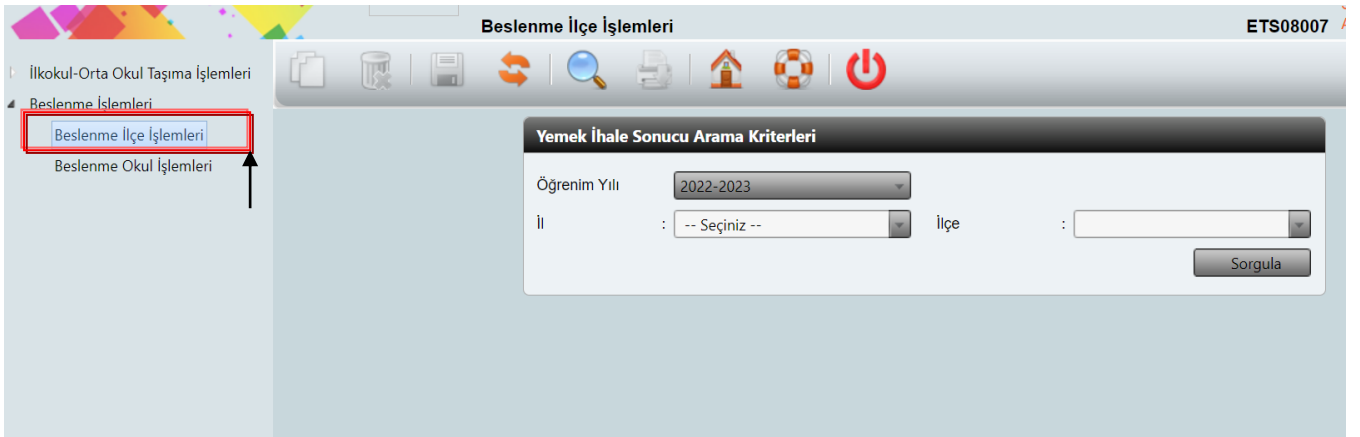 Beslenme İlçe İşlemleri
ETS08007
İlkokul-Orta Okul Taşıma İşlemleri
Beslenme İşlemleri
Beslenme İlçe İşlemleri
Beslenme Okul İşlemleri
Yemek İhale Sonucu Arama Kriterleri
Öğrenim Yılı 2022-2023
İl : -- Seçiniz -- İlçe :
Sorgula